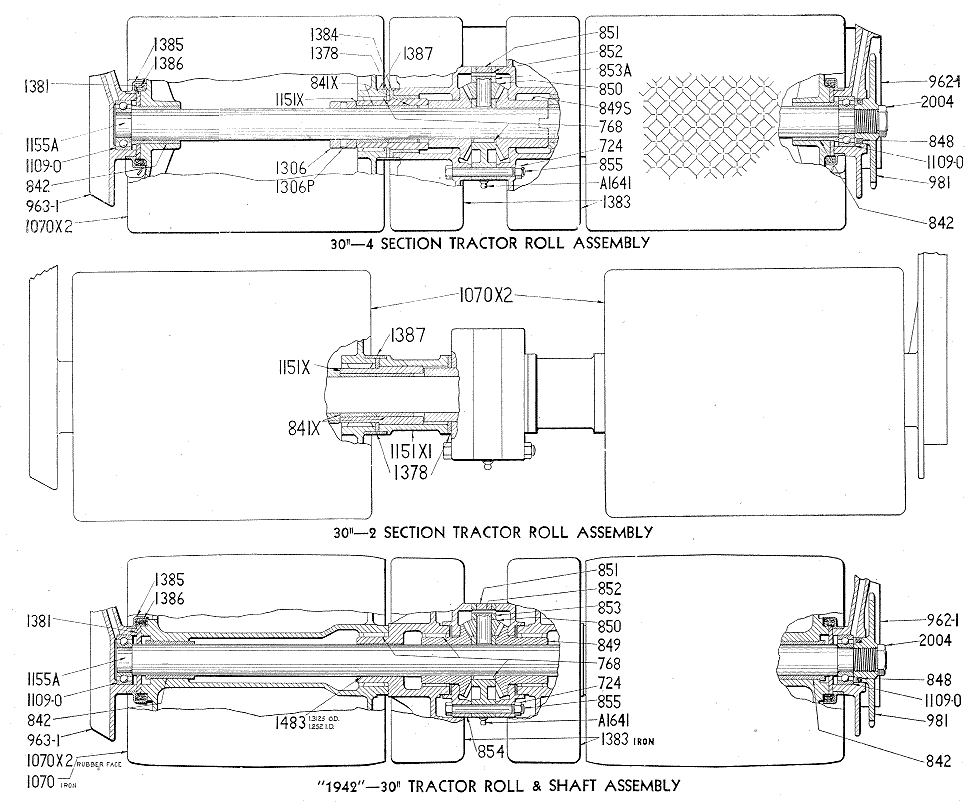 1385
1386
1381
1384
1378
1387
841X
1151X
851
852
853A
850
849S
768
724
855
A1641
1383
962-1
2004
848
1109-0
981
842
1155A
1109-0
842
963-1
1070X2
1306
1306P
30"—4 SECTION TRACTOR ROLL ASSEMBLY
1070X2
1387
1151X
841X
1151X1
1378
30"—2 SECTION TRACTOR ROLL ASSEMBLY
1385
1386
1381
851
852
853
850
849
768
724
855
A1641
1383 IRON
962-1
2004
848
1109-0
981
842
1155A
1109-0
842
963-1
1070X2 RUBBER FACE
1070 IRON
1483 1.3125 O.D.
1.252 I.D.
854
"1942"—30" TRACTOR ROLL & SHAFT ASSEMBLY